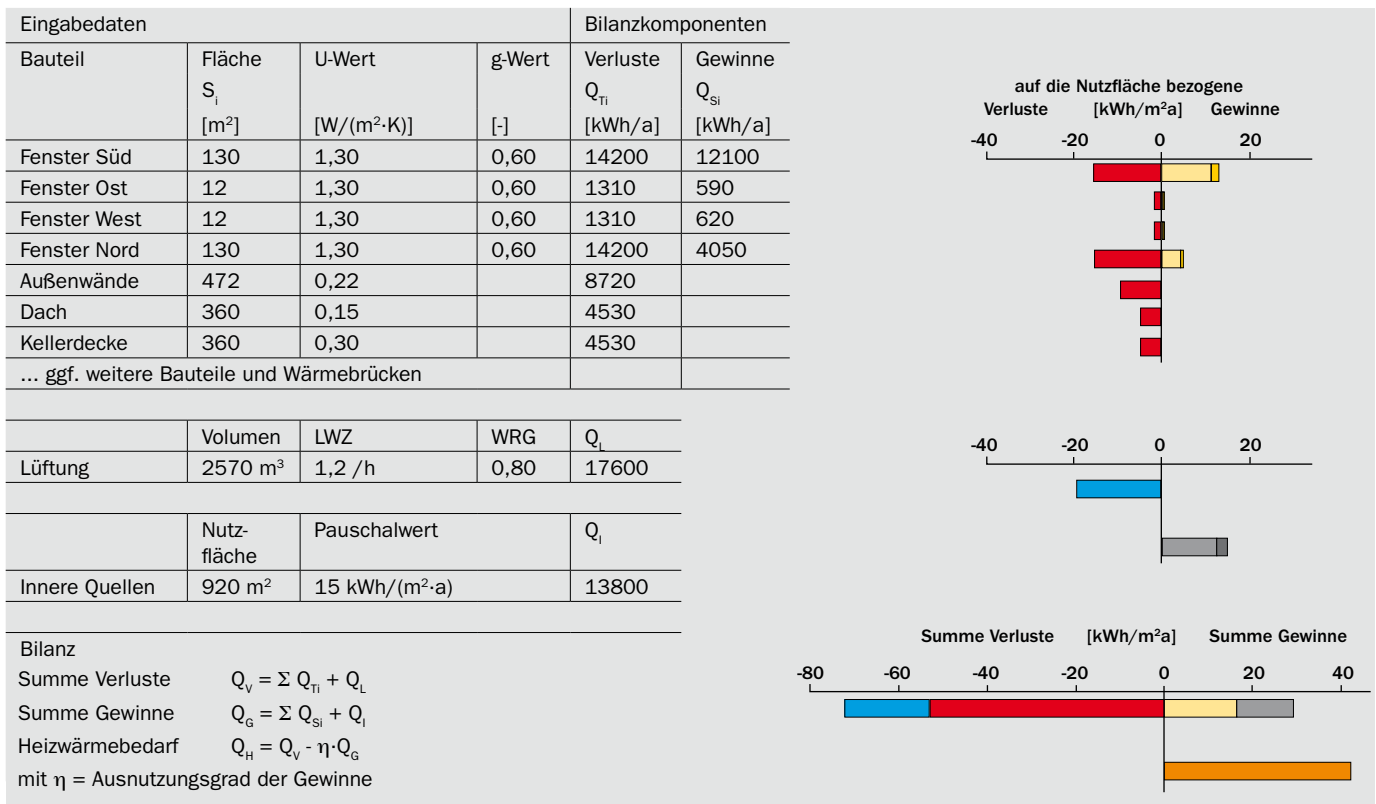 Eingabedaten Bilanzkomponenten
Bauteil Fläche U-Wert g-Wert Verluste Gewinne
S_i Q_Ti Q_Si
[m²] [W/(m²·K)] [-] [kWh/a] [kWh/a]
Fenster Süd 130 1,30 0,60 14200 12100
Fenster Ost 12 1,30 0,60 1310 590
Fenster West 12 1,30 0,60 1310 620
Fenster Nord 130 1,30 0,60 14200 4050
Außenwände 472 0,22 8720
Dach 360 0,15 4530
Kellerdecke 360 0,30 4530
... ggf. weitere Bauteile und Wärmebrücken
Volumen LWZ WRG Q_L
Lüftung 2570 m³ 1,2 /h 0,80 17600
Nutz- Pauschalwert Q_I
fläche
Innere Quellen 920 m² 15 kWh/(m²·a) 13800
Bilanz
Summe Verluste Q_V = Σ Q_Ti + Q_L
Summe Gewinne Q_G = Σ Q_Si + Q_I
Heizwärmebedarf Q_H = Q_V - η·Q_G
mit η = Ausnutzungsgrad der Gewinne
auf die Nutzfläche bezogene
Verluste [kWh/m²a] Gewinne
-40 -20 0 20
-40 -20 0 20
Summe Verluste [kWh/m²a] Summe Gewinne
-80 -60 -40 -20 0 20 40